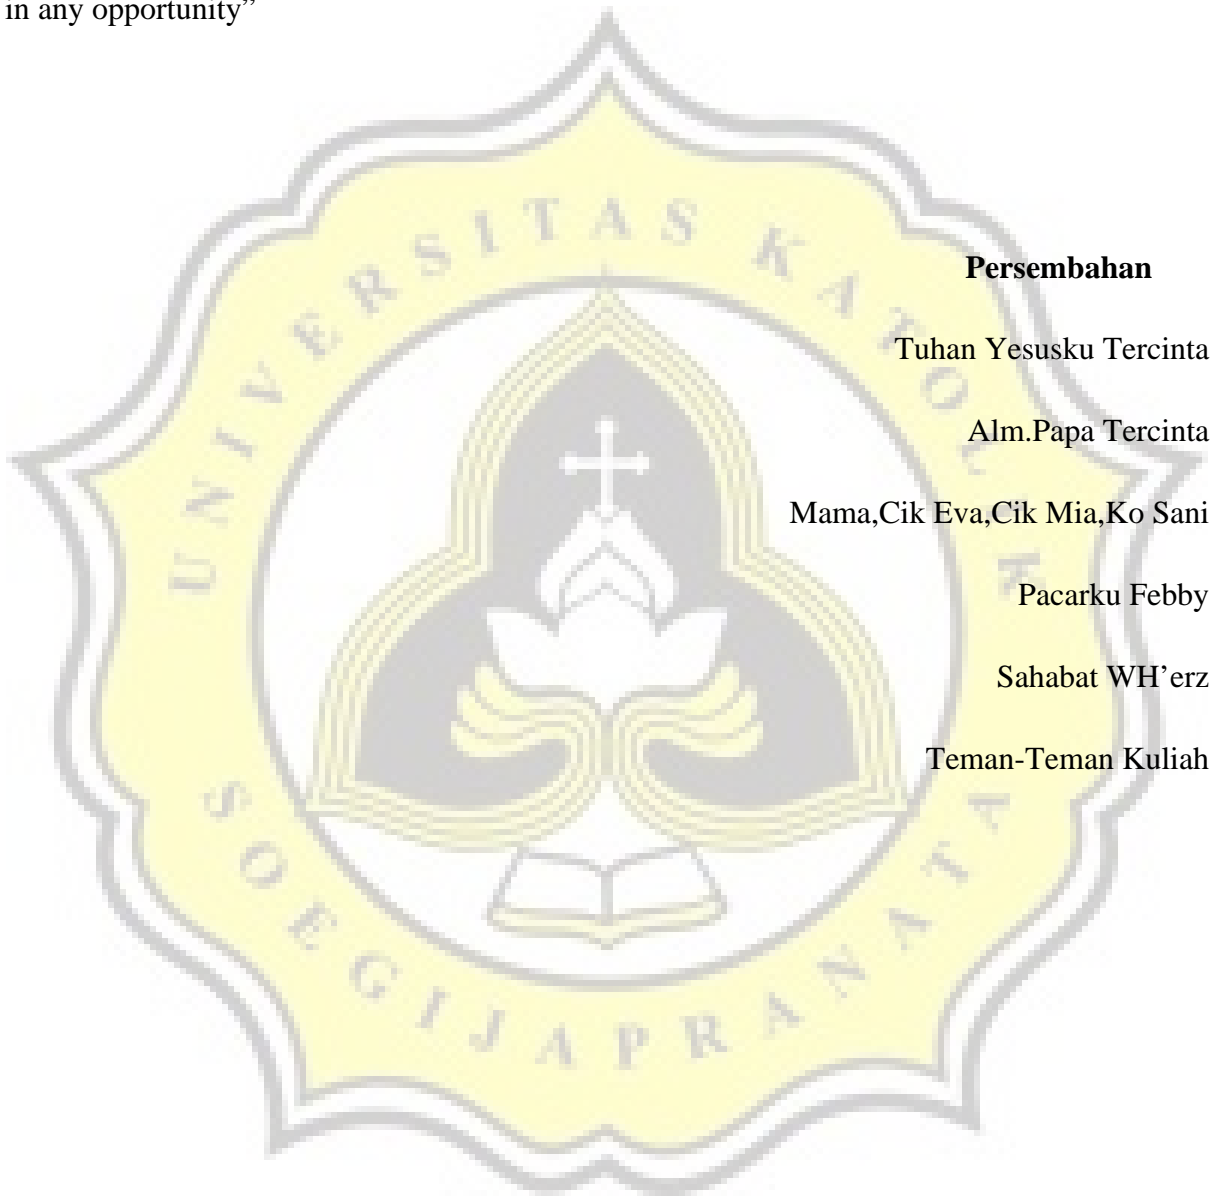 in any opportunity”
Persembahan
Tuhan Yesusku Tercinta
Alm.Papa Tercinta
Mama,Cik Eva,Cik Mia,Ko Sani
Pacarku Febby
Sahabat WH’erz
Teman-Teman Kuliah
UNIVERSITAS KATOLIK
SOEGIJAPRANATA